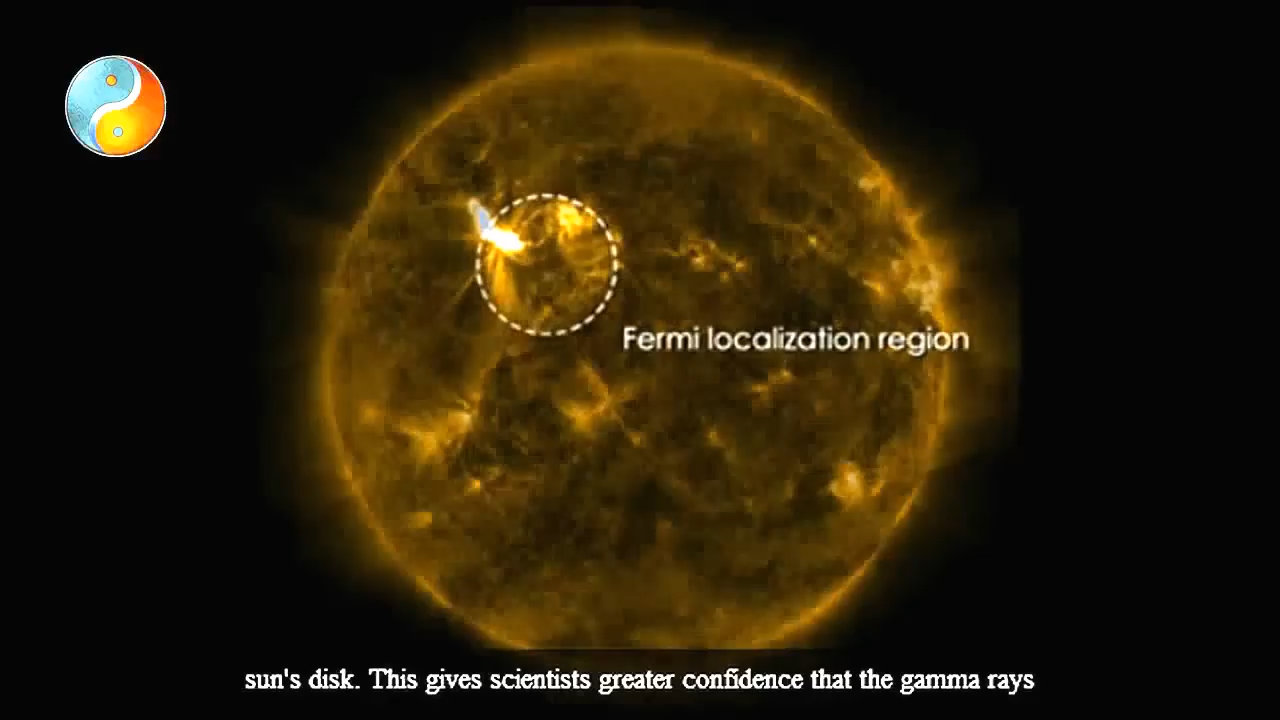 Fermi localization region
sun's disk. This gives scientists greater confidence that the gamma rays